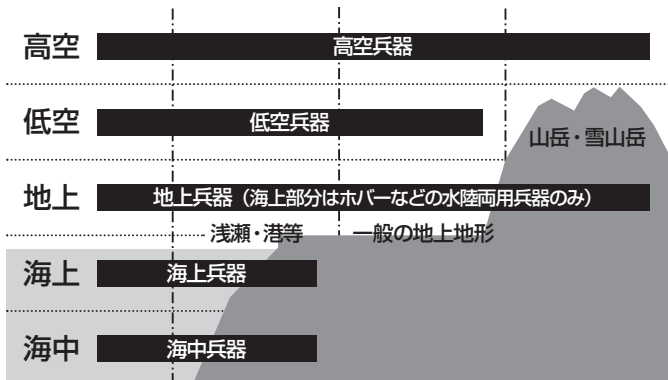 高空
高空兵器
低空
低空兵器
山岳・雪山岳
地上
地上兵器（海上部分はホバーなどの水陸両用兵器のみ）
浅瀬・港等
一般の地上地形
海上
海上兵器
海中
海中兵器